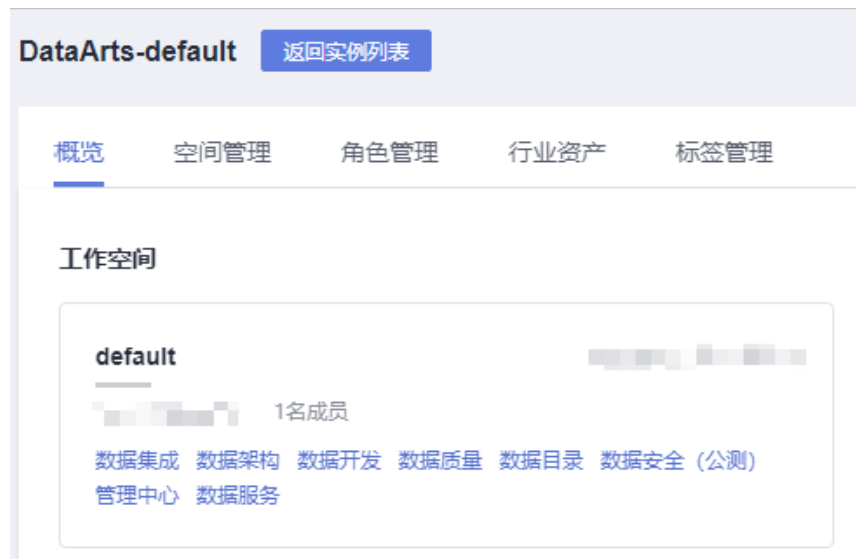 DataArts-default 返回实例列表
概览 空间管理 角色管理 行业资产 标签管理
工作空间
default
1名成员
数据集成 数据架构 数据开发 数据质量 数据目录 数据安全（公测）
管理中心 数据服务